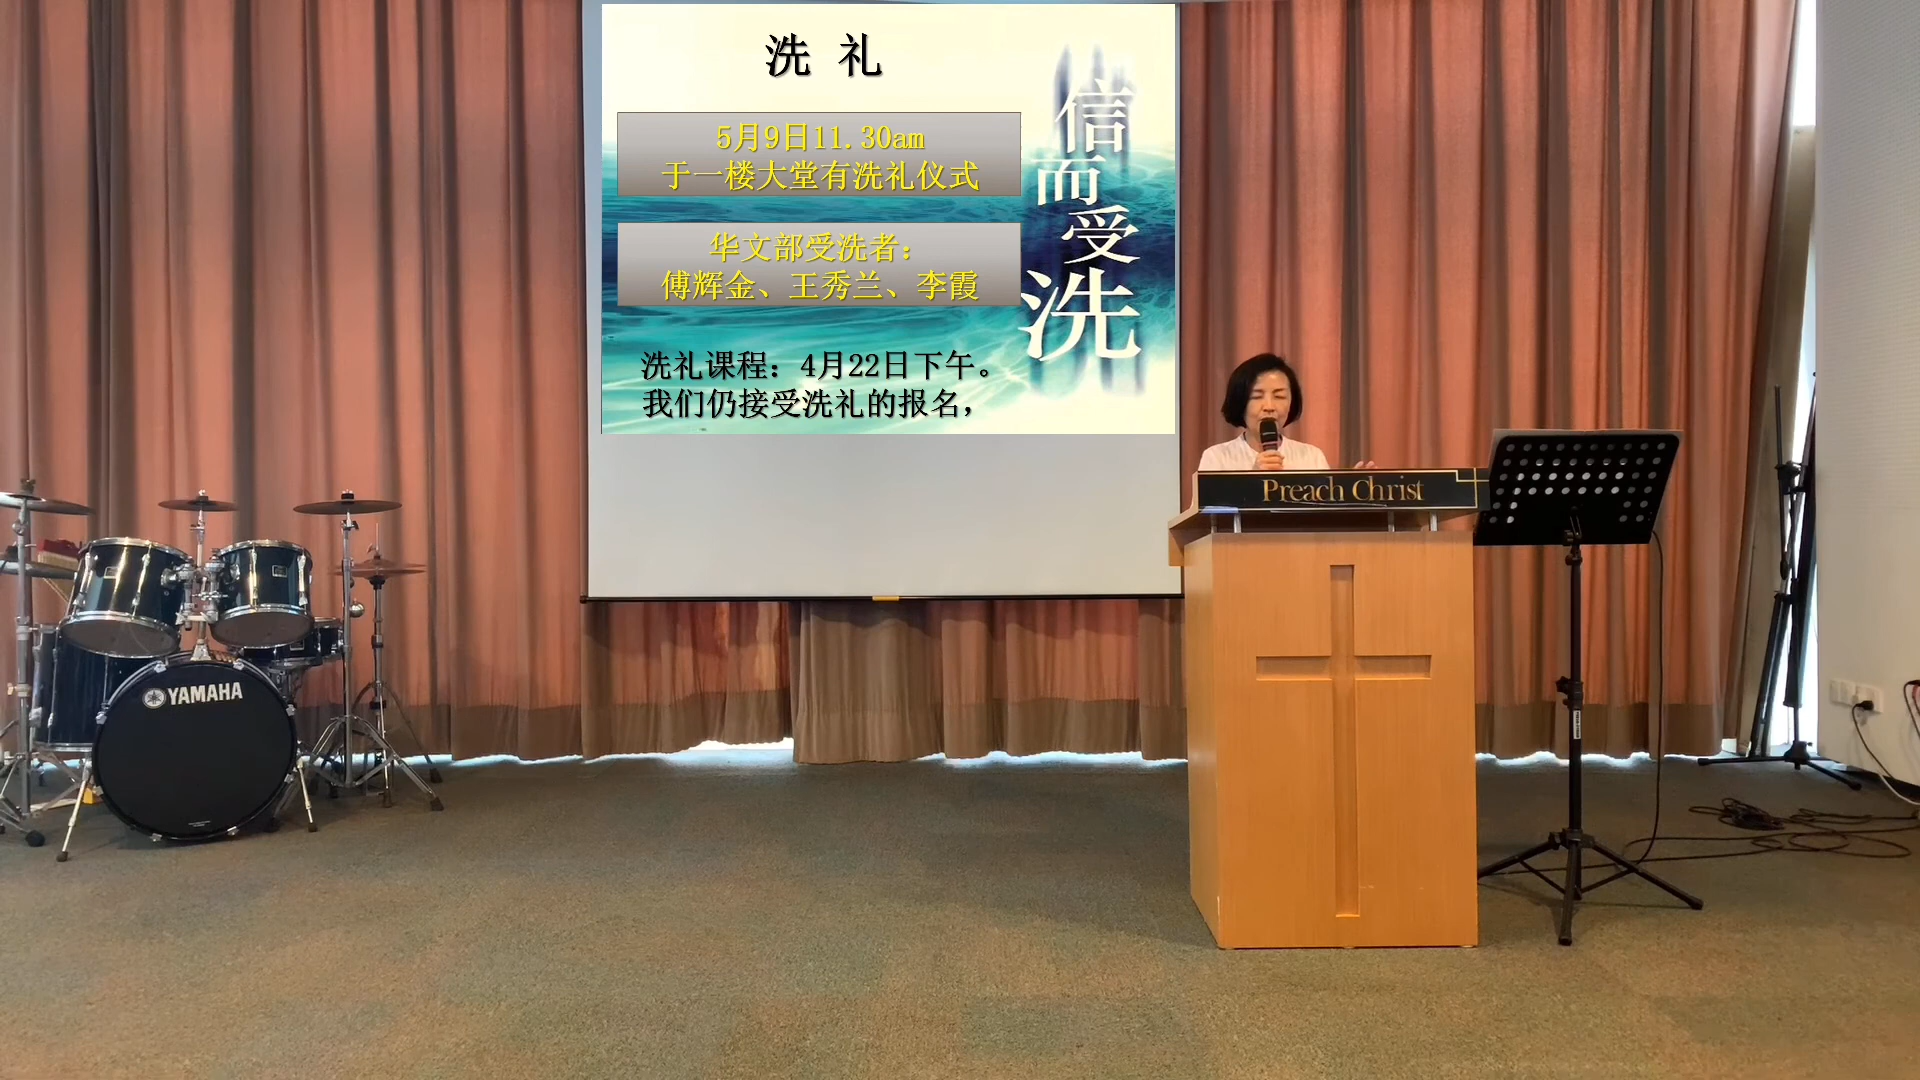 洗 礼
5月9日11.30am
于一楼大堂有洗礼仪式
华文部受洗者：
傅辉金、王秀兰、李霞
洗礼课程：4月22日下午。
我们仍接受洗礼的报名，
信而受洗
Preach Christ
YAMAHA